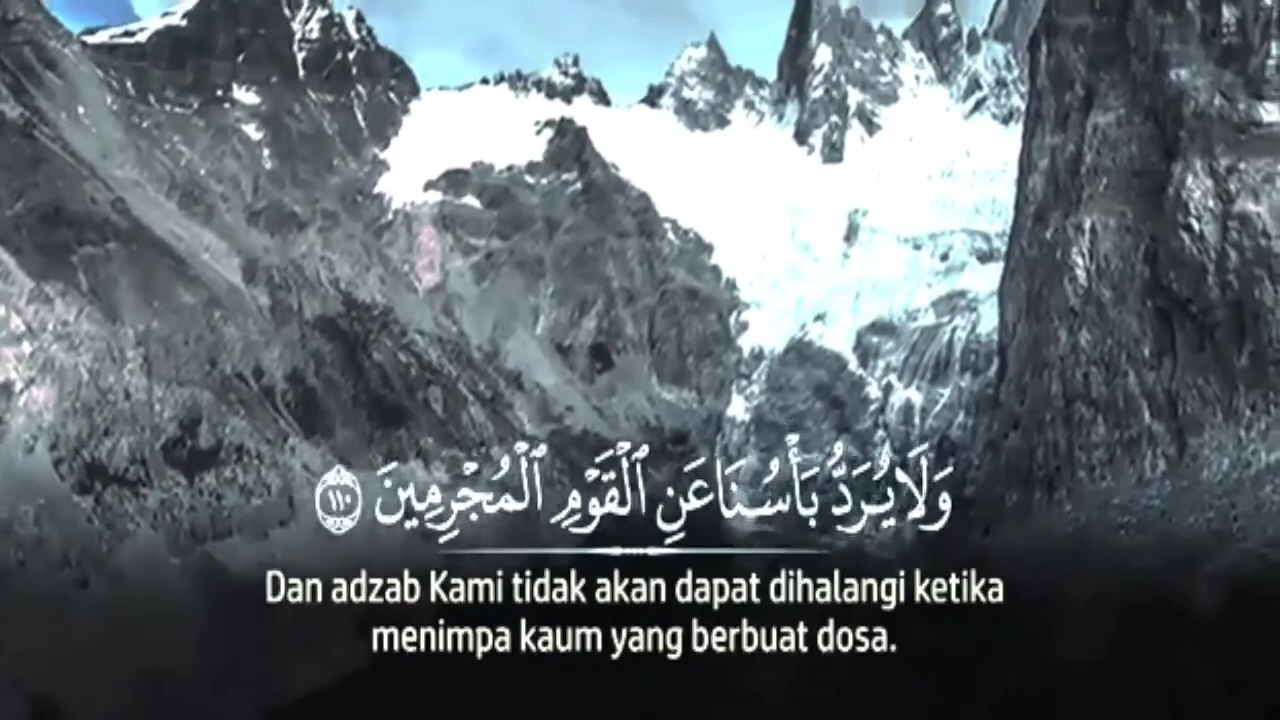 وَلَا يُرَدُّ بَأْسُنَا عَنِ ٱلْقَوْمِ ٱلْمُجْرِمِينَ ١١٠
Dan adzab Kami tidak akan dapat dihalangi ketika
menimpa kaum yang berbuat dosa.